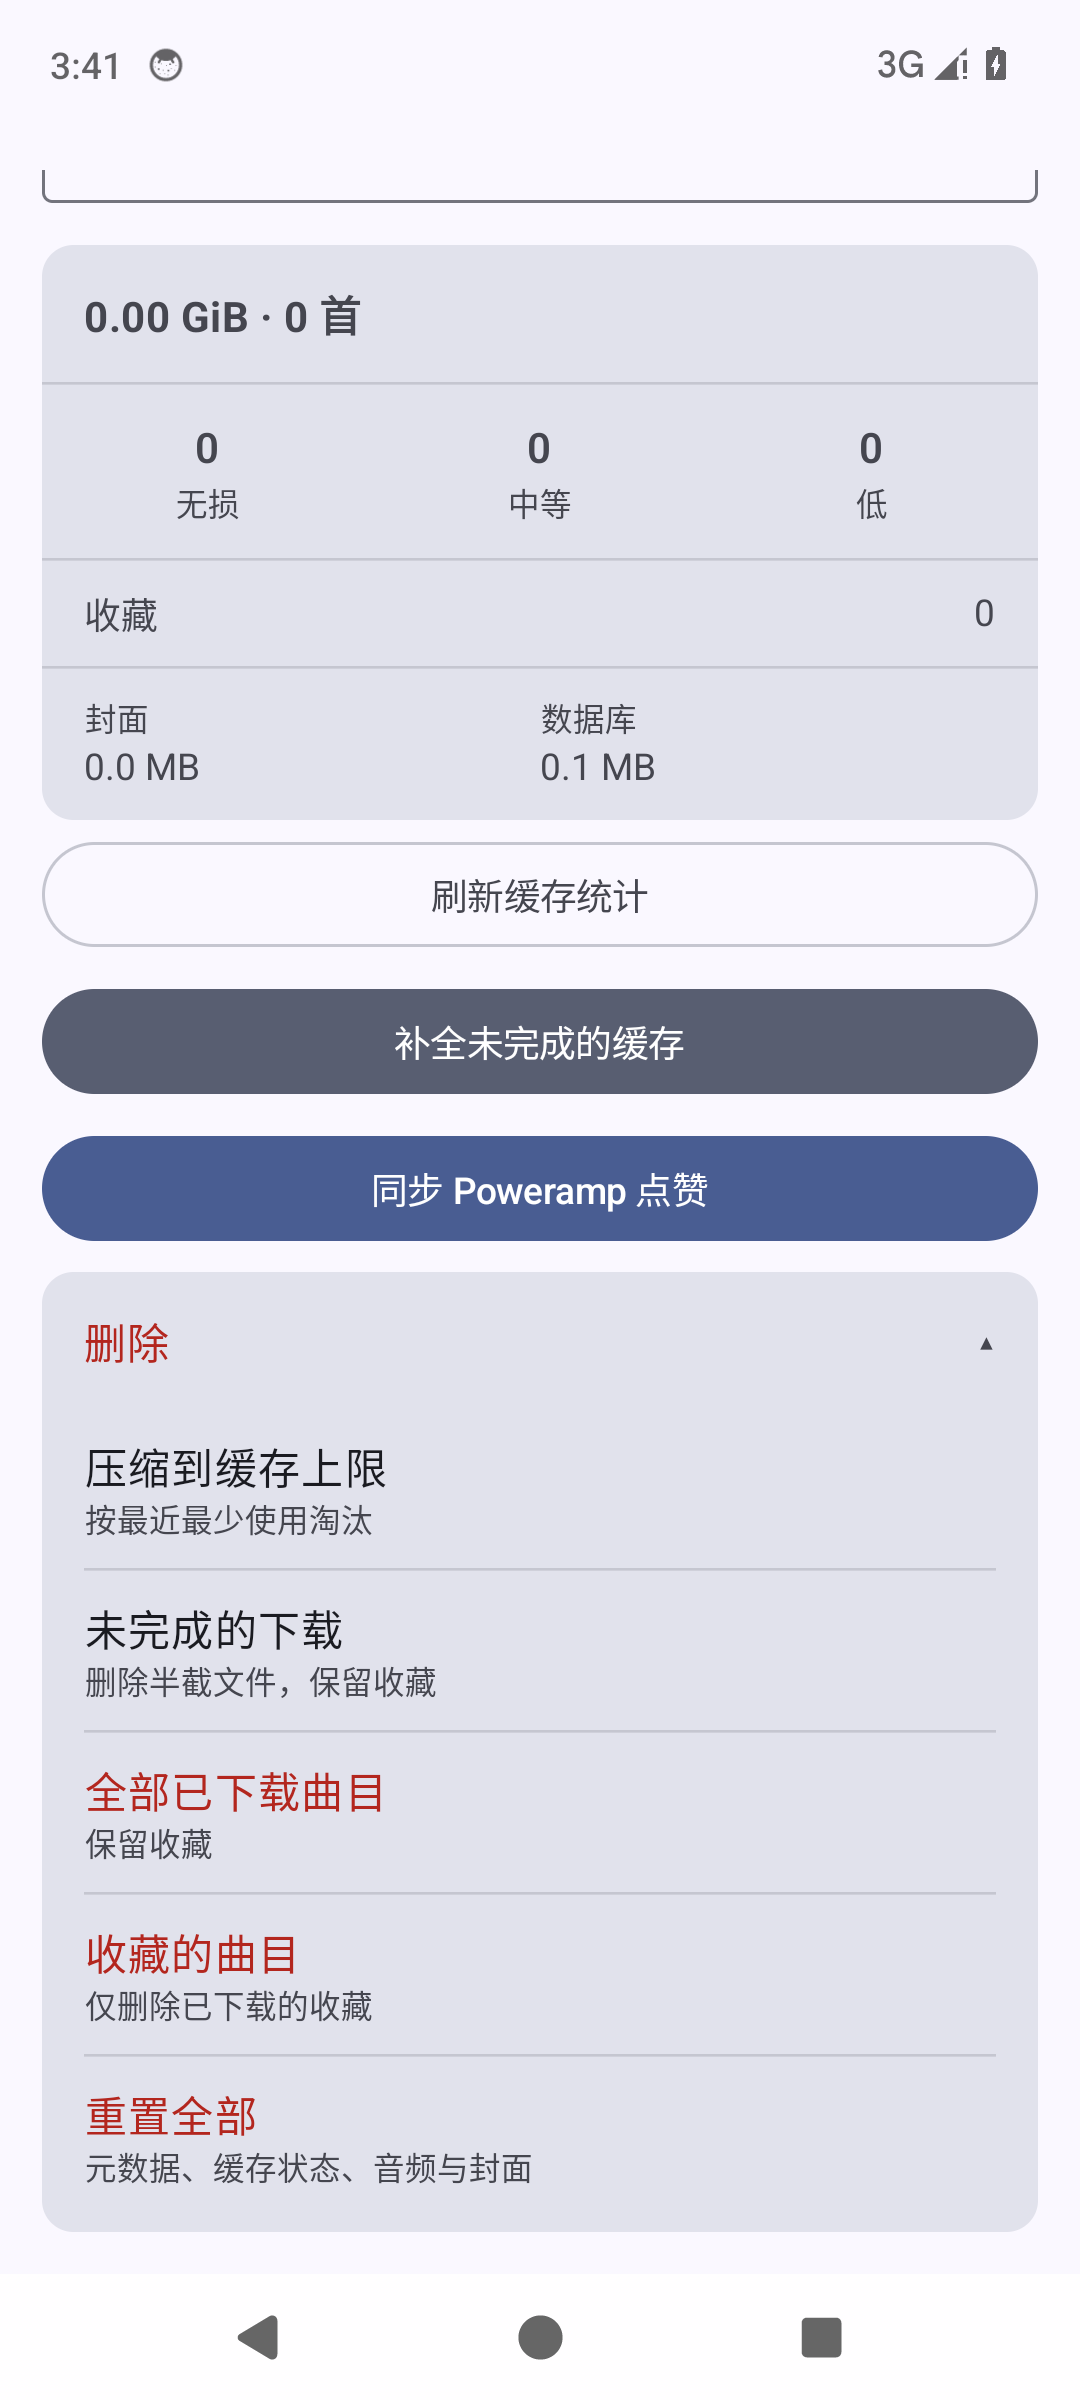 3:41
3G
0.00 GiB · 0 首
0 0 0
无损 中等 低
收藏 0
封面 数据库
0.0 MB 0.1 MB
刷新缓存统计
补全未完成的缓存
同步 Poweramp 点赞
删除
压缩到缓存上限
按最近最少使用淘汰
未完成的下载
删除半截文件，保留收藏
全部已下载曲目
保留收藏
收藏的曲目
仅删除已下载的收藏
重置全部
元数据、缓存状态、音频与封面